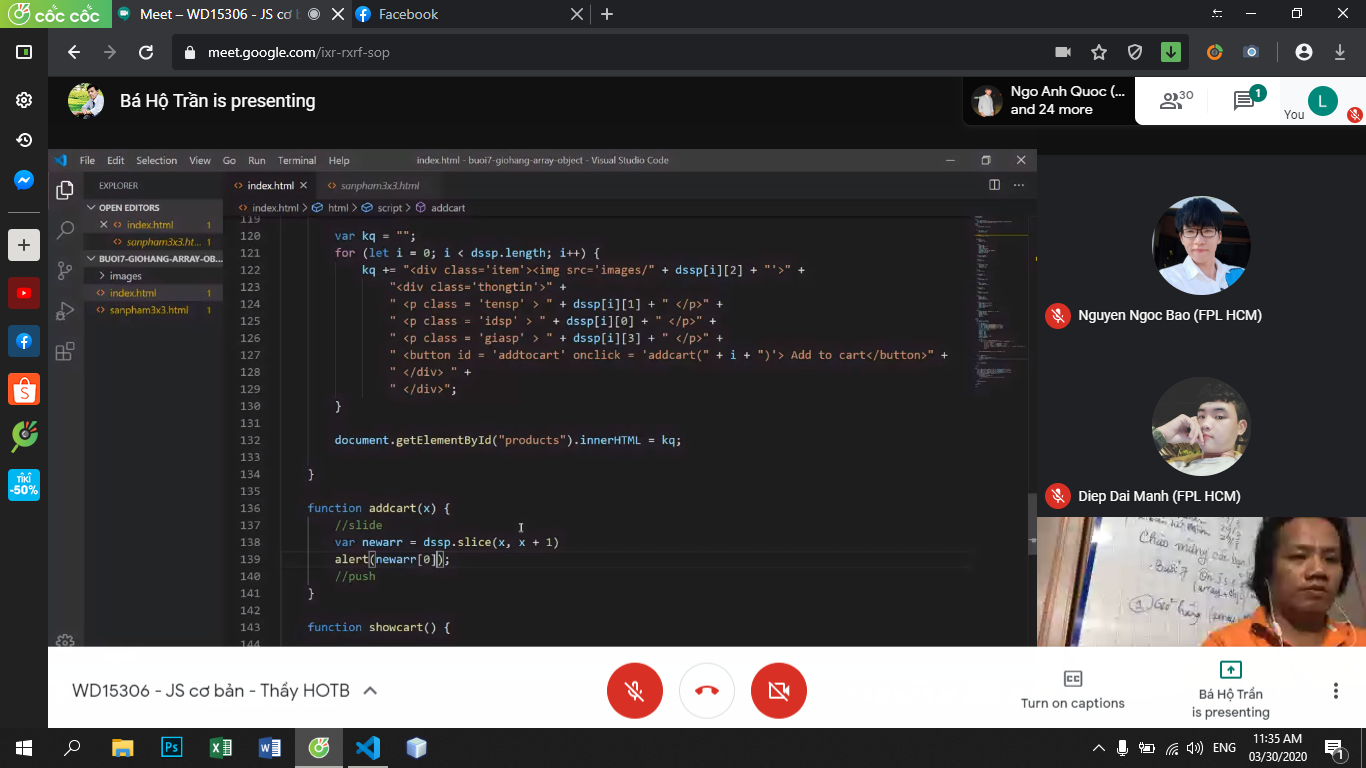 cốc cốc
Meet – WD15306 - JS cơ b
Facebook
meet.google.com/ixr-rxrf-sop
Bá Hộ Trần is presenting
Ngo Anh Quoc (...
and 24 more
30
1
You
L
File Edit Selection View Go Run Terminal Help
index.html - buoi7-giohang-array-object - Visual Studio Code
EXPLORER
index.html
sanpham3x3.html
OPEN EDITORS
index.html 1
sanpham3x3.ht... 1
BUOI7-GIOHANG-ARRAY-OB...
images
index.html 1
sanpham3x3.html 1
index.html > html > script > addcart
119
120 var kq = "";
121 for (let i = 0; i < dssp.length; i++) {
122 kq += "<div class='item'><img src='images/" + dssp[i][2] + "'>" +
123 "<div class='thongtin'>" +
124 " <p class = 'tensp' > " + dssp[i][1] + " </p>" +
125 " <p class = 'idsp' > " + dssp[i][0] + " </p>" +
126 " <p class = 'giasp' > " + dssp[i][3] + " </p>" +
127 " <button id = 'addtocart' onclick = 'addcart(" + i + ")'> Add to cart</button>" +
128 " </div> " +
129 " </div>";
130 }
131
132 document.getElementById("products").innerHTML = kq;
133
134 }
135
136 function addcart(x) {
137 //slide
138 var newarr = dssp.slice(x, x + 1)
139 alert(newarr[0]);
140 //push
141 }
142
143 function showcart() {
144
Nguyen Ngoc Bao (FPL HCM)
Diep Dai Manh (FPL HCM)
Chào mừng các bạn
Buổi 7
TIKI
-50%
WD15306 - JS cơ bản - Thầy HOTB
Turn on captions
Bá Hộ Trần
is presenting
ENG
11:35 AM
03/30/2020
1